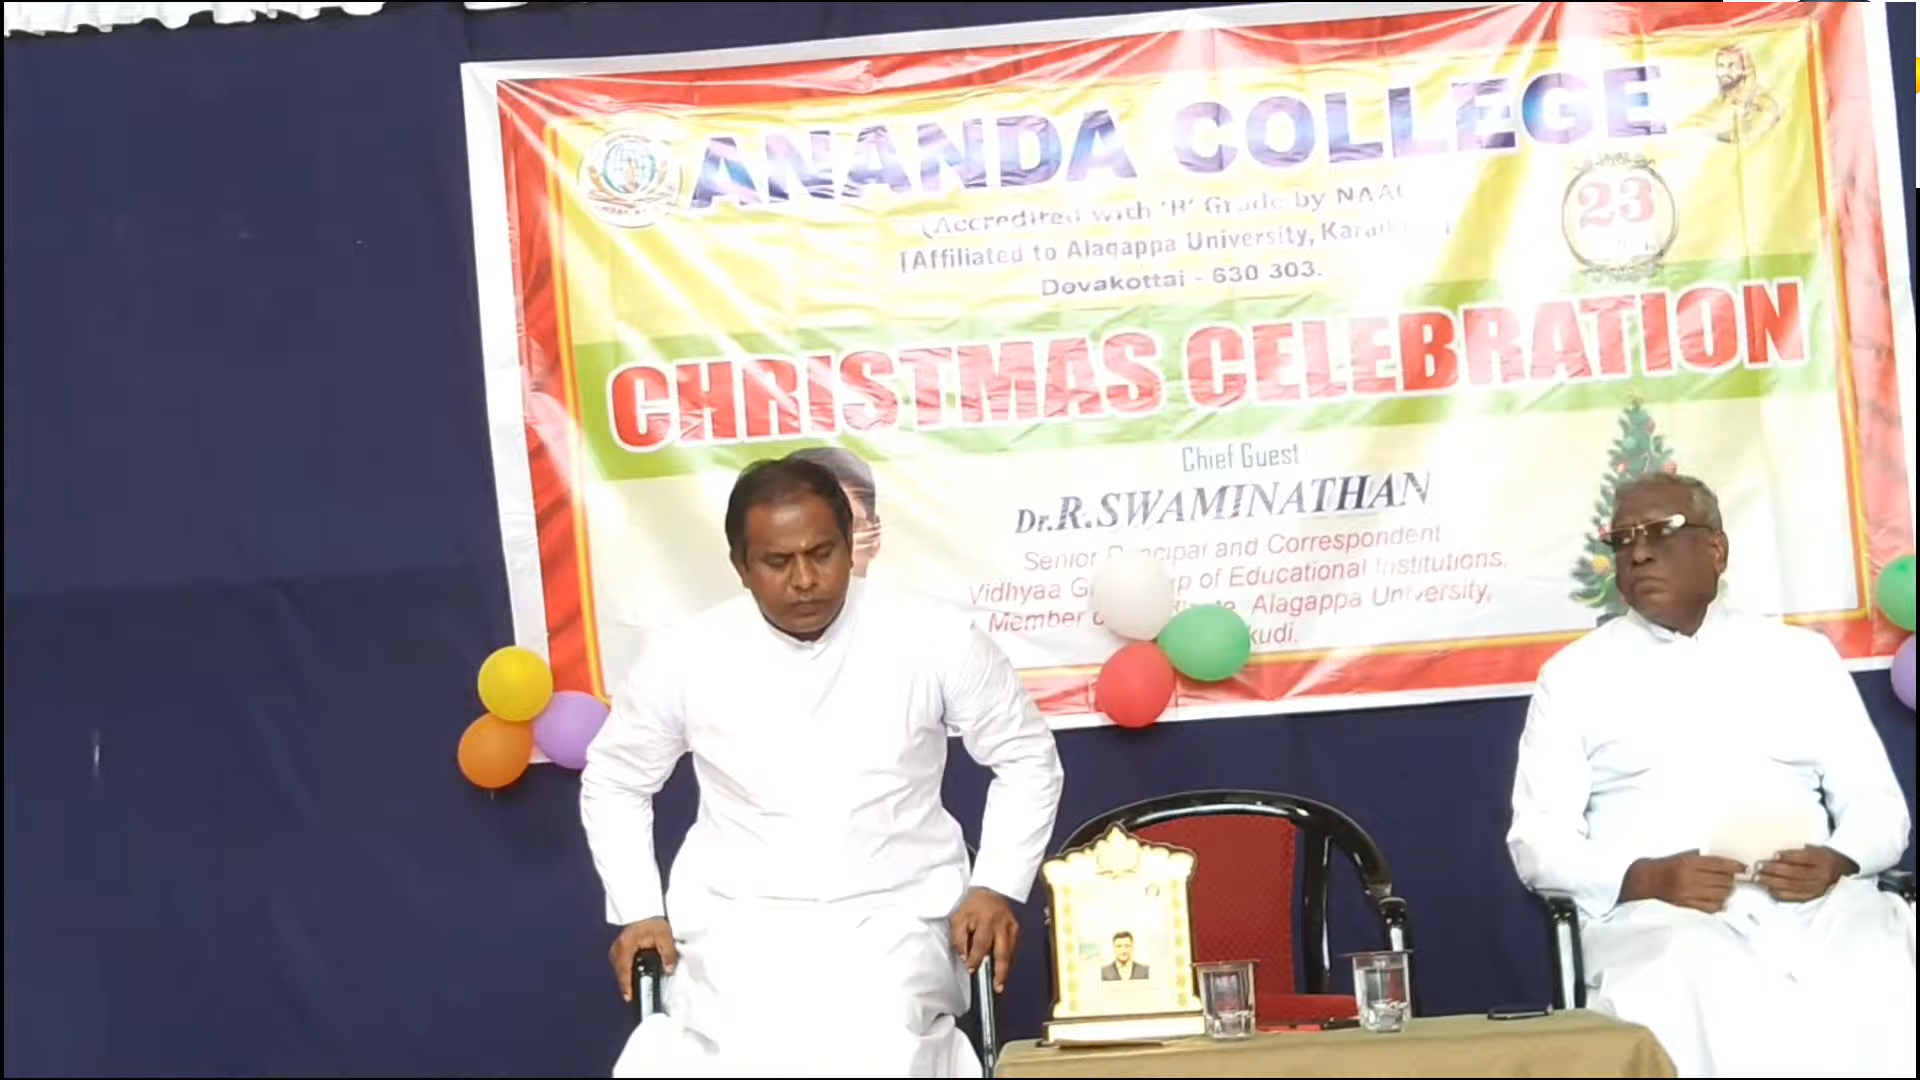 ANANDA COLLEGE
(Accredited with 'B' Grade by NAAC
[Affiliated to Alagappa University,
Devakottai - 630 303.
23
CHRISTMAS CELEBRATION
Chief Guest
Dr.R.SWAMINATHAN
Senior Principal and Correspondent
Vidhyaa of Educational Institutions,
Member Alagappa University,